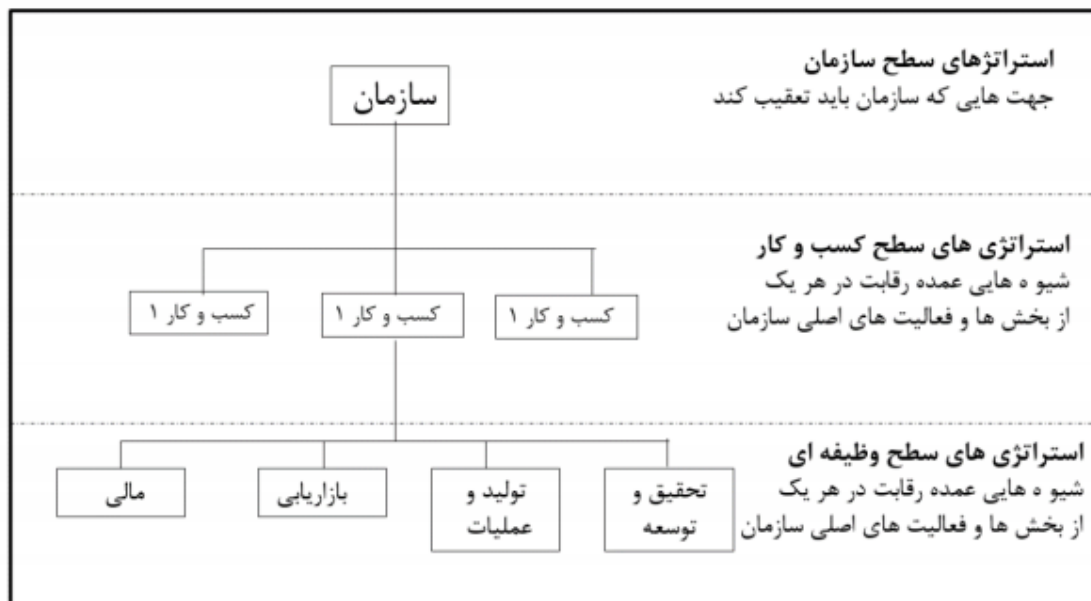 استراتژهای سطح سازمان
جهت هایی که سازمان باید تعقیب کند
سازمان
استراتژی های سطح کسب و کار
شیو ه هایی عمده رقابت در هر یک
از بخش ها و فعالیت های اصلی سازمان
کسب و کار ۱
کسب و کار ۱
کسب و کار ۱
استراتژی های سطح وظیفه ای
شیو ه هایی عمده رقابت در هر یک
از بخش ها و فعالیت های اصلی سازمان
تحقیق و
توسعه
تولید و
عملیات
بازاریابی
مالی